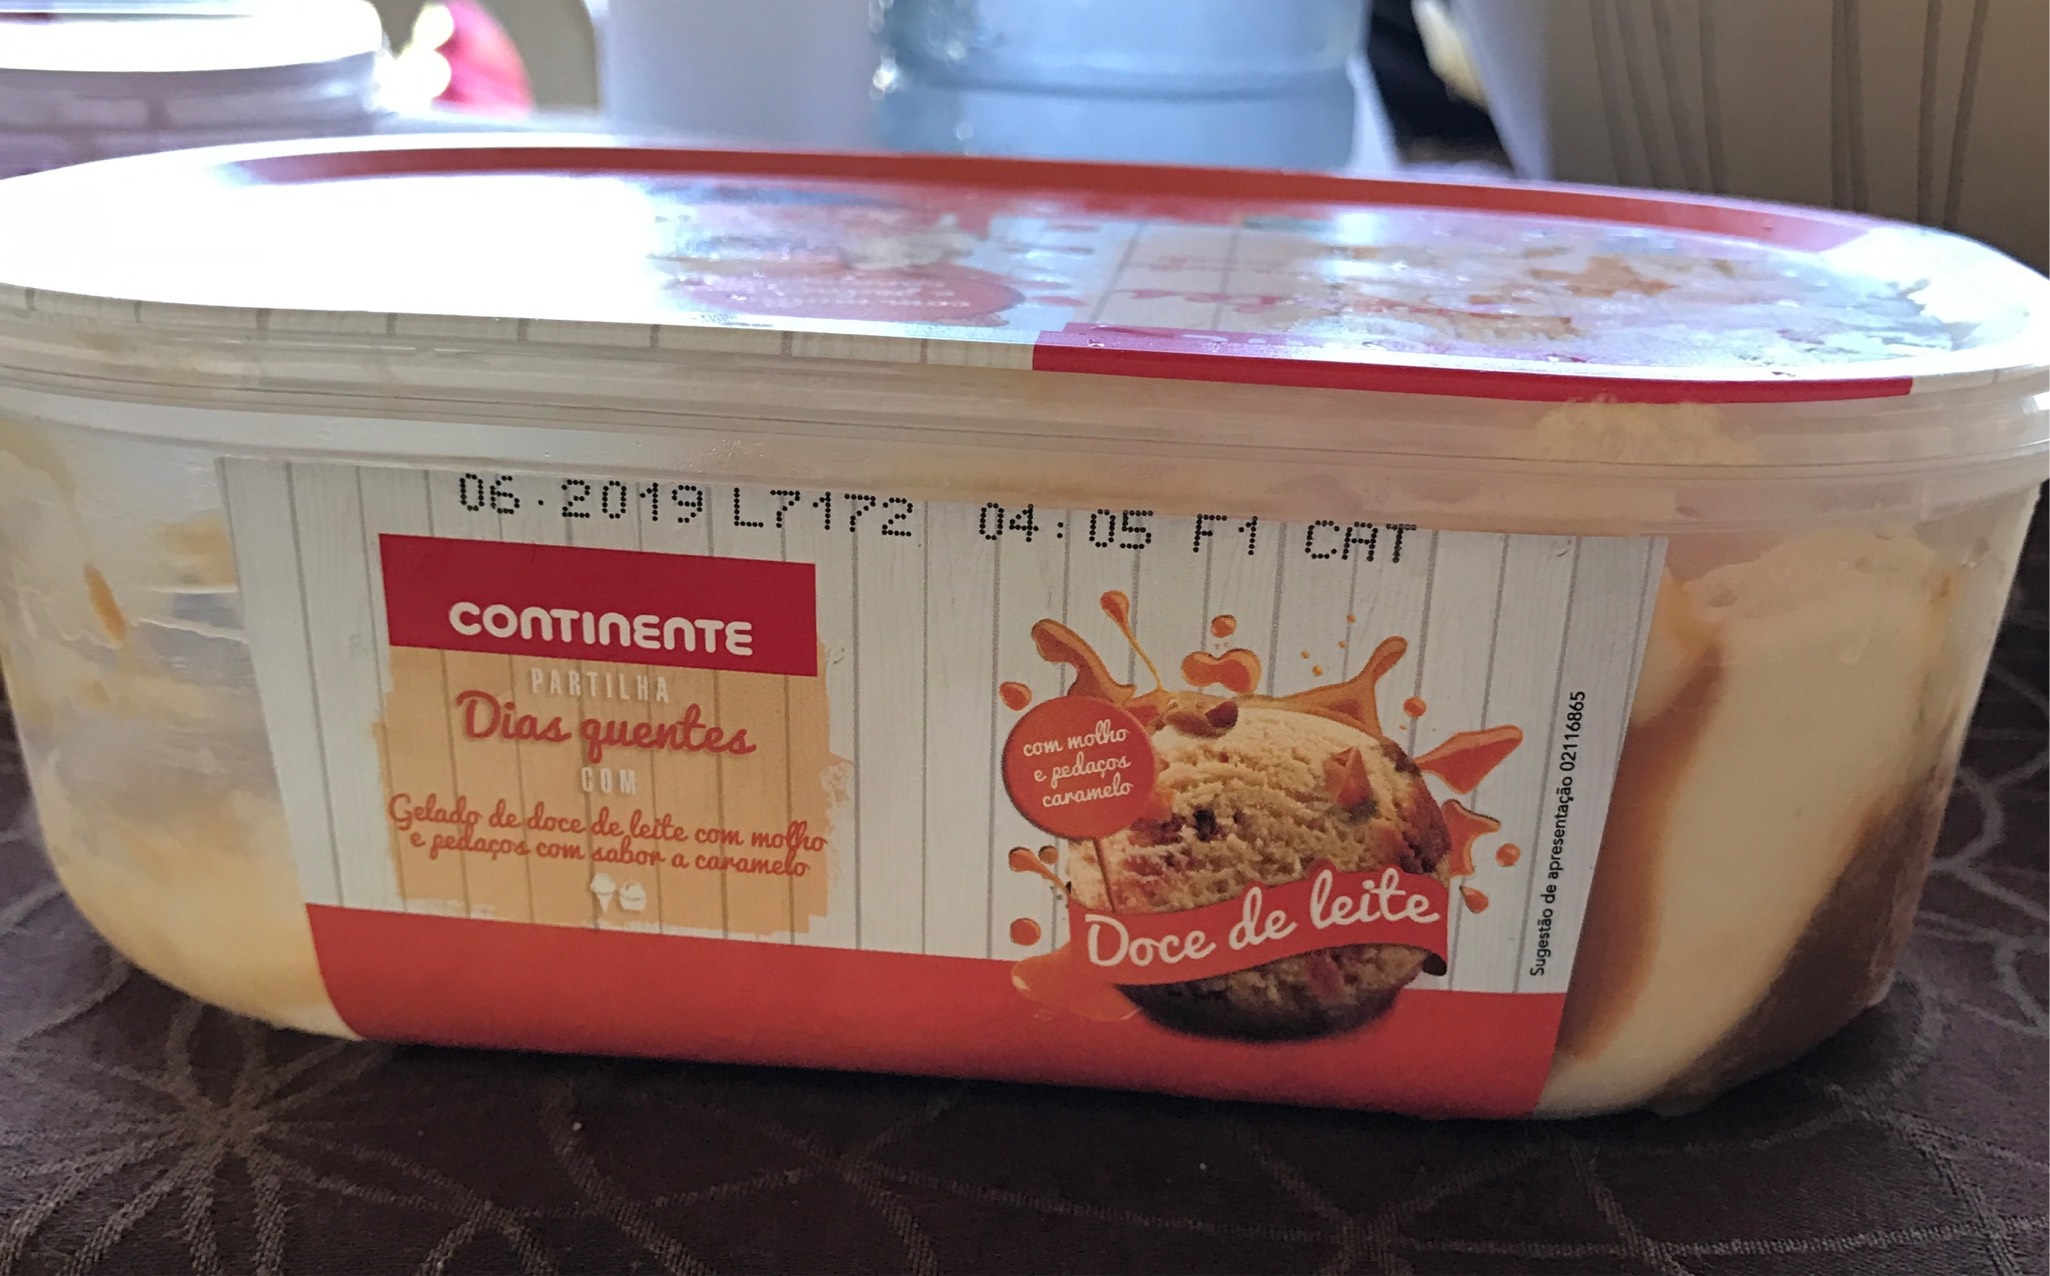 06.2019 L7172 04:05 F1 CAT
CONTINENTE
PARTILHA
Dias quentes
COM
Gelado de doce de leite com molho
e pedaços com sabor a caramelo
com molho
e pedaços
caramelo
Doce de leite
Sugestão de apresentação 02116865